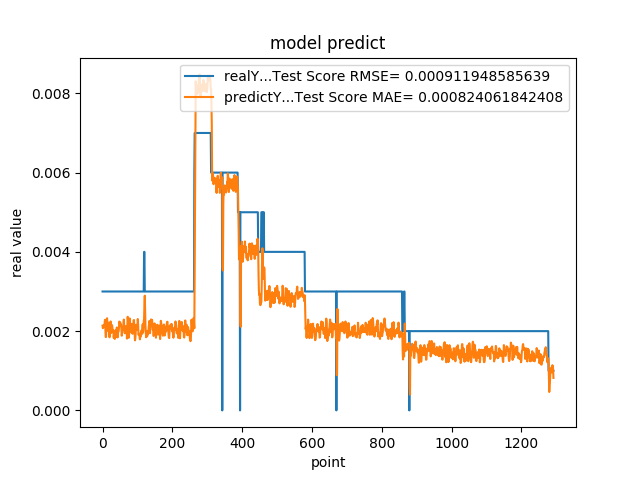 model predict
realY...Test Score RMSE= 0.000911948585639
predictY...Test Score MAE= 0.000824061842408
0.008
0.006
0.004
0.002
0.000
real value
0 200 400 600 800 1000 1200
point